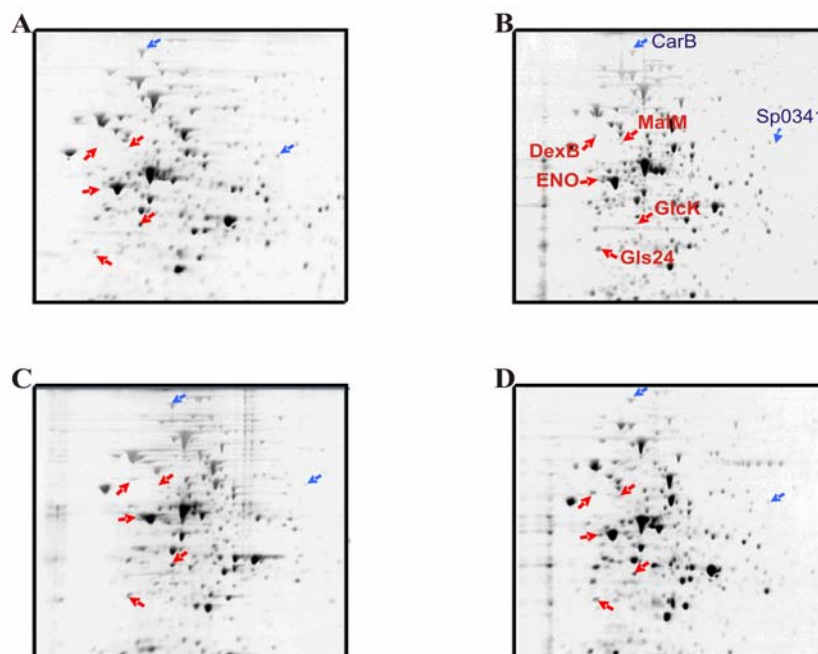 A
B
CarB
Sp0341
MalM
DexB
ENO
GlcK
Gls24
C
D